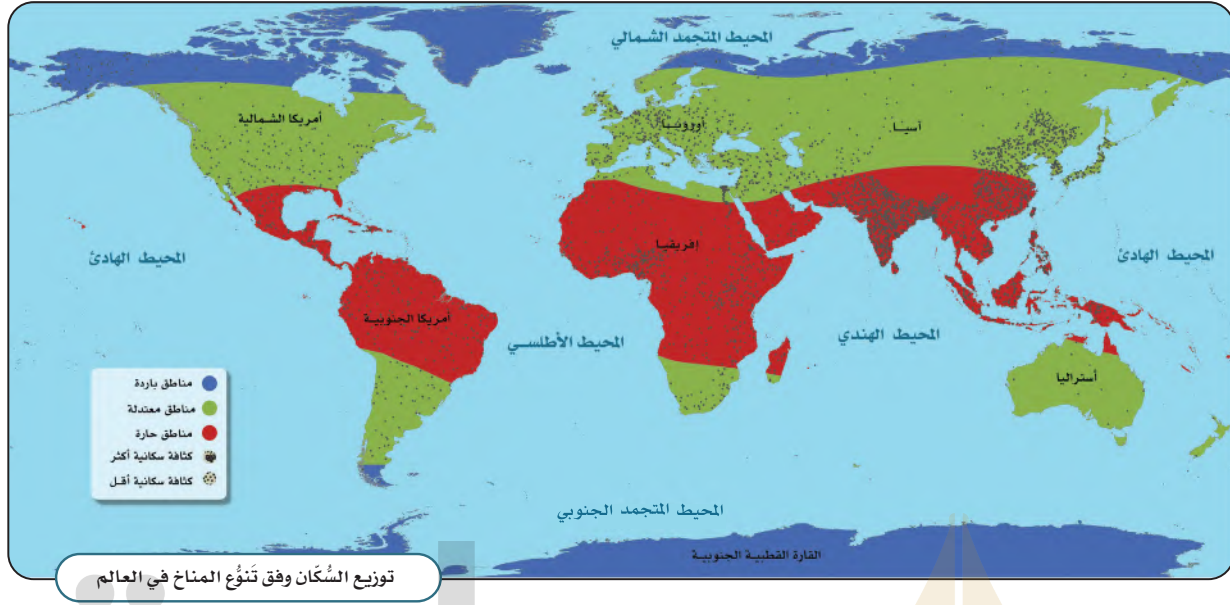 المحيط المتجمد الشمالي
أمريكا الشمالية
أوروبا
آسيا
المحيط الهادئ
إفريقيا
المحيط الهادئ
أمريكا الجنوبية
المحيط الأطلسي
المحيط الهندي
أستراليا
مناطق باردة
مناطق معتدلة
مناطق حارة
كثافة سكانية أكثر
كثافة سكانية أقل
المحيط المتجمد الجنوبي
القارة القطبية الجنوبية
توزيع السُّكَان وفق تَنوُّع المناخ في العالم